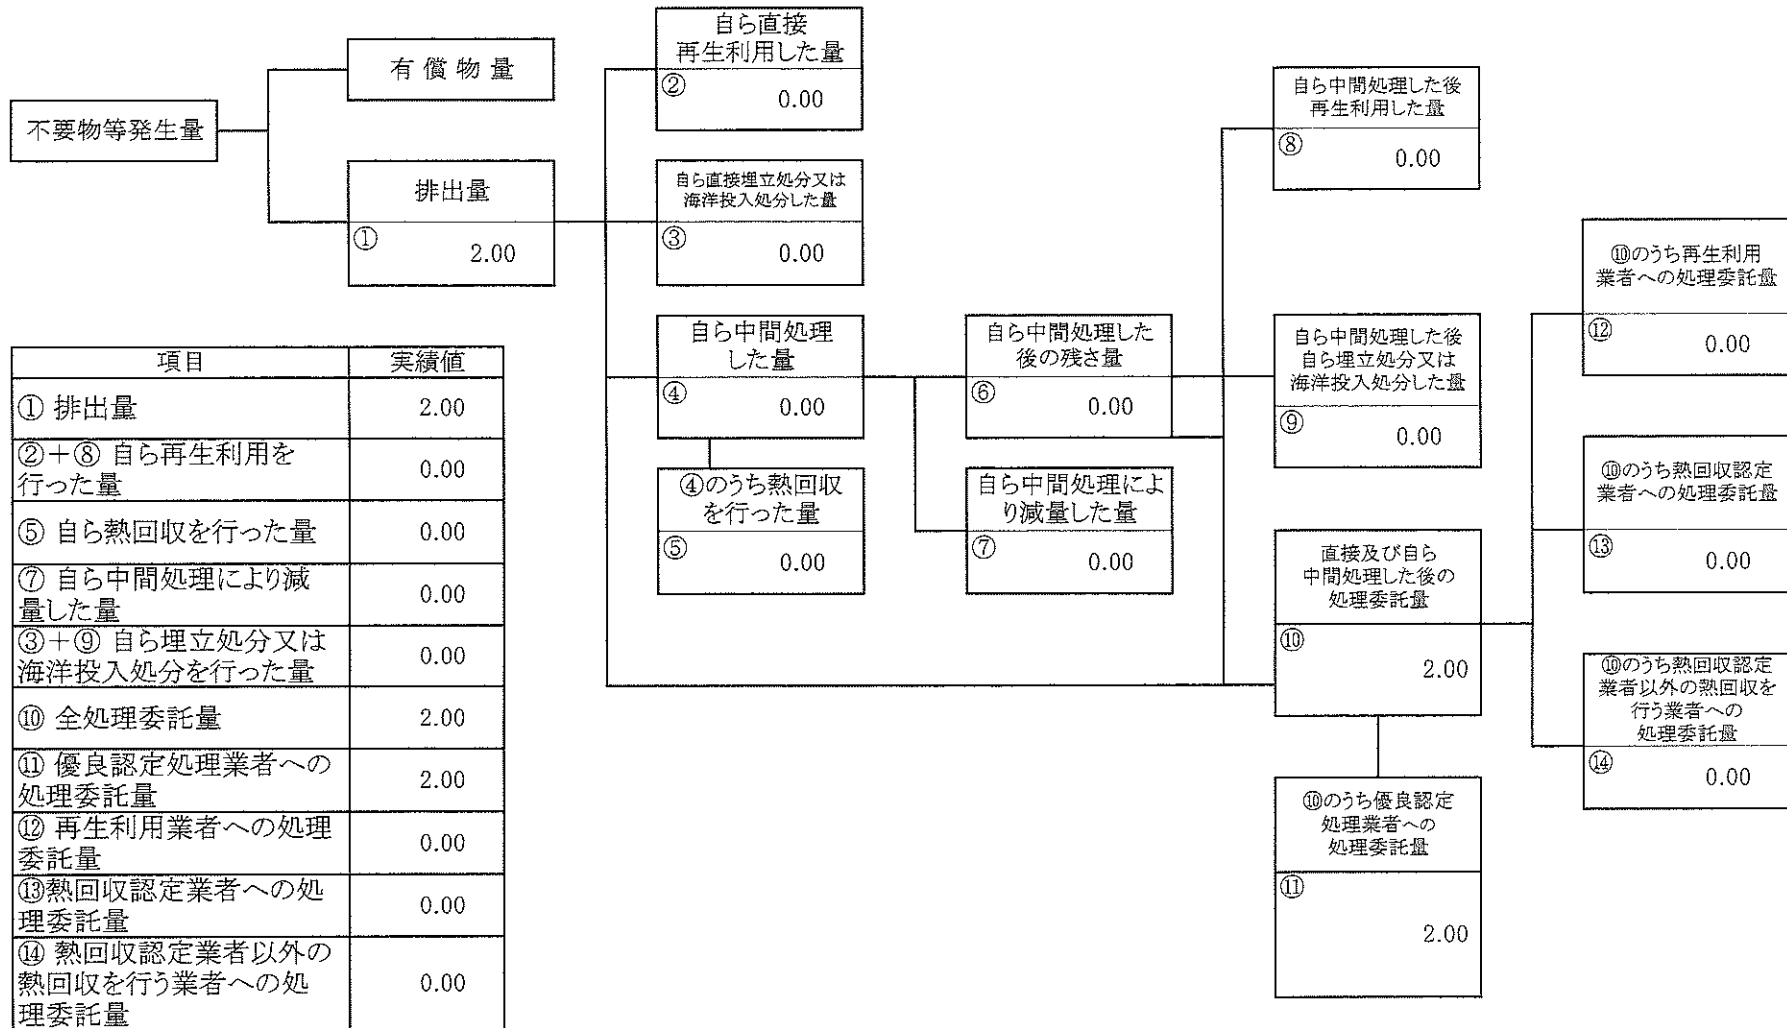 不要物等発生量
有償物量
排出量
①
2.00
自ら直接
再生利用した量
②
0.00
自ら直接埋立処分又は
海洋投入処分した量
③
0.00
自ら中間処理
した量
④
0.00
④のうち熱回収
を行った量
⑤
0.00
自ら中間処理した
後の残さ量
⑥
0.00
自ら中間処理によ
り減量した量
⑦
0.00
自ら中間処理した後
再生利用した量
⑧
0.00
自ら中間処理した後
自ら埋立処分又は
海洋投入処分した量
⑨
0.00
直接及び自ら
中間処理した後の
処理委託量
⑩
2.00
⑩のうち優良認定
処理業者への
処理委託量
⑪
2.00
⑩のうち再生利用
業者への処理委託量
⑫
0.00
⑩のうち熱回収認定
業者への処理委託量
⑬
0.00
⑩のうち熱回収認定
業者以外の熱回収を
行う業者への
処理委託量
⑭
0.00
項目 実績値
① 排出量 2.00
②+⑧ 自ら再生利用を
行った量 0.00
⑤ 自ら熱回収を行った量 0.00
⑦ 自ら中間処理により減
量した量 0.00
③+⑨ 自ら埋立処分又は
海洋投入処分を行った量 0.00
⑩ 全処理委託量 2.00
⑪ 優良認定処理業者への
処理委託量 2.00
⑫ 再生利用業者への処理
委託量 0.00
⑬熱回収認定業者への処
理委託量 0.00
⑭ 熱回収認定業者以外の
熱回収を行う業者への処
理委託量 0.00